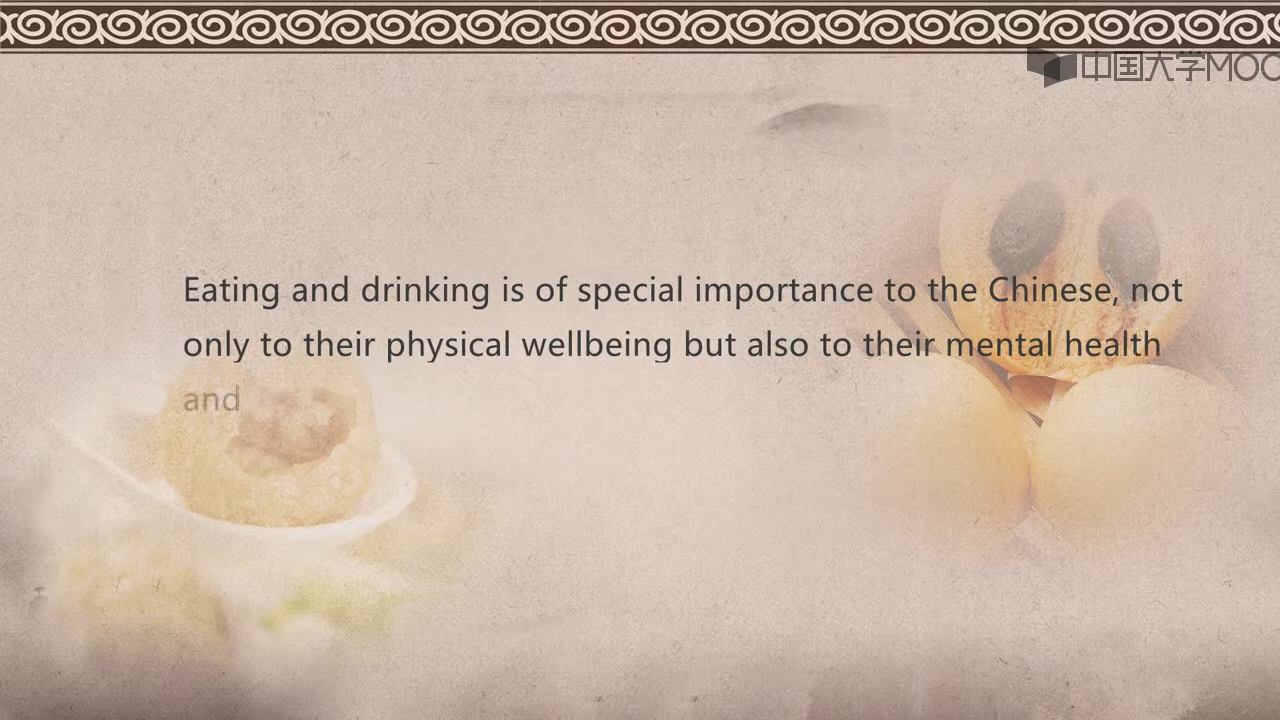 中国大学MOO
Eating and drinking is of special importance to the Chinese, not
only to their physical wellbeing but also to their mental health
and